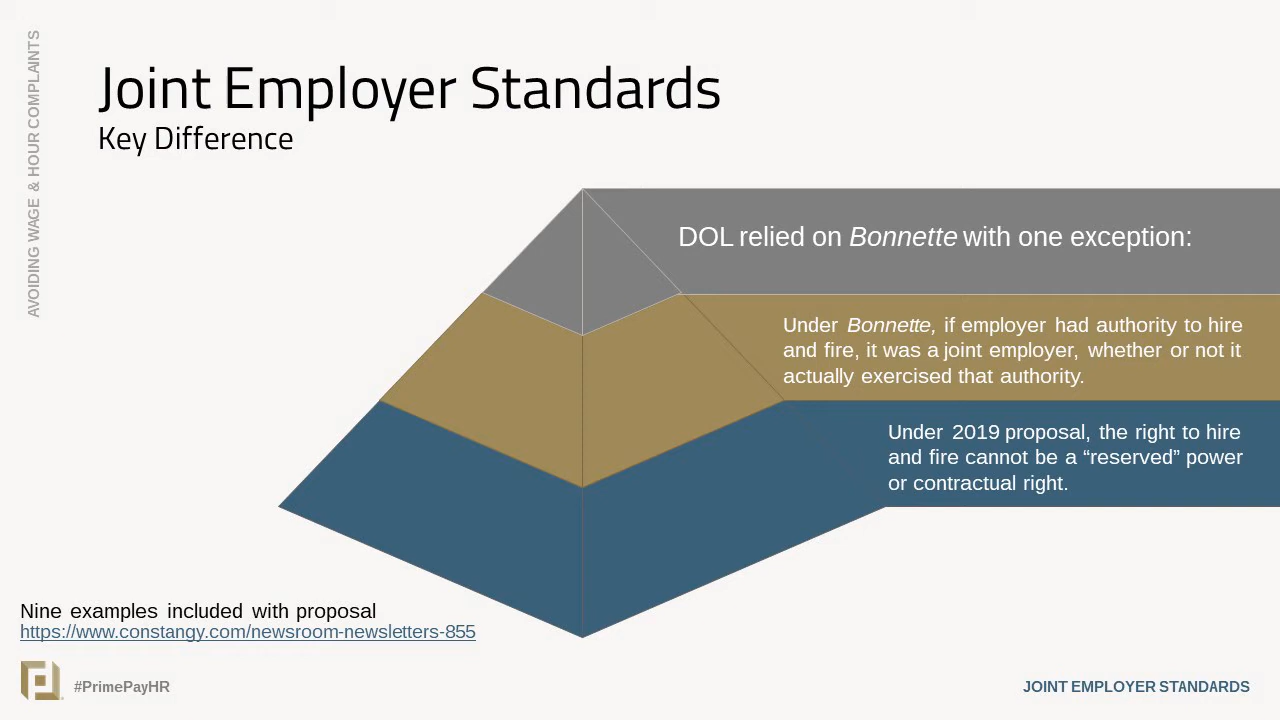 AVOIDING WAGE & HOUR COMPLAINTS
Joint Employer Standards
Key Difference
DOL relied on Bonnette with one exception:
Under Bonnette, if employer had authority to hire
and fire, it was a joint employer, whether or not it
actually exercised that authority.
Under 2019 proposal, the right to hire
and fire cannot be a “reserved” power
or contractual right.
Nine examples included with proposal
https://www.constangy.com/newsroom-newsletters-855
#PrimePayHR
JOINT EMPLOYER STANDARDS